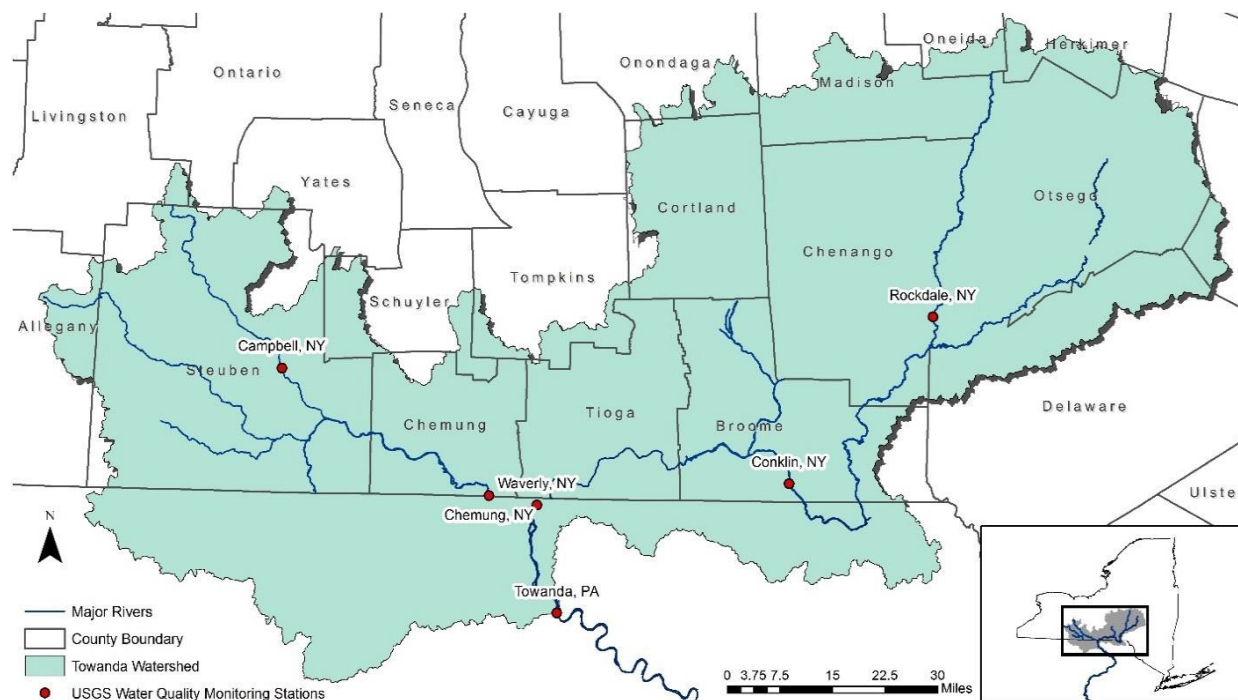 Oneida
Herkimer
Onondaga
Madison
Ontario
Seneca
Cayuga
Livingston
Yates
Otsego
Cortland
Chenango
Tompkins
Schuyler
Rockdale, NY
Allegany
Campbell, NY
Steuben
Delaware
Tioga
Chemung
Broome
Conklin, NY
Waverly, NY
Ulste
Chemung, NY
N
Towanda, PA
Major Rivers
County Boundary
Towanda Watershed
USGS Water Quality Monitoring Stations
0 3.75 7.5 15 22.5 30
Miles